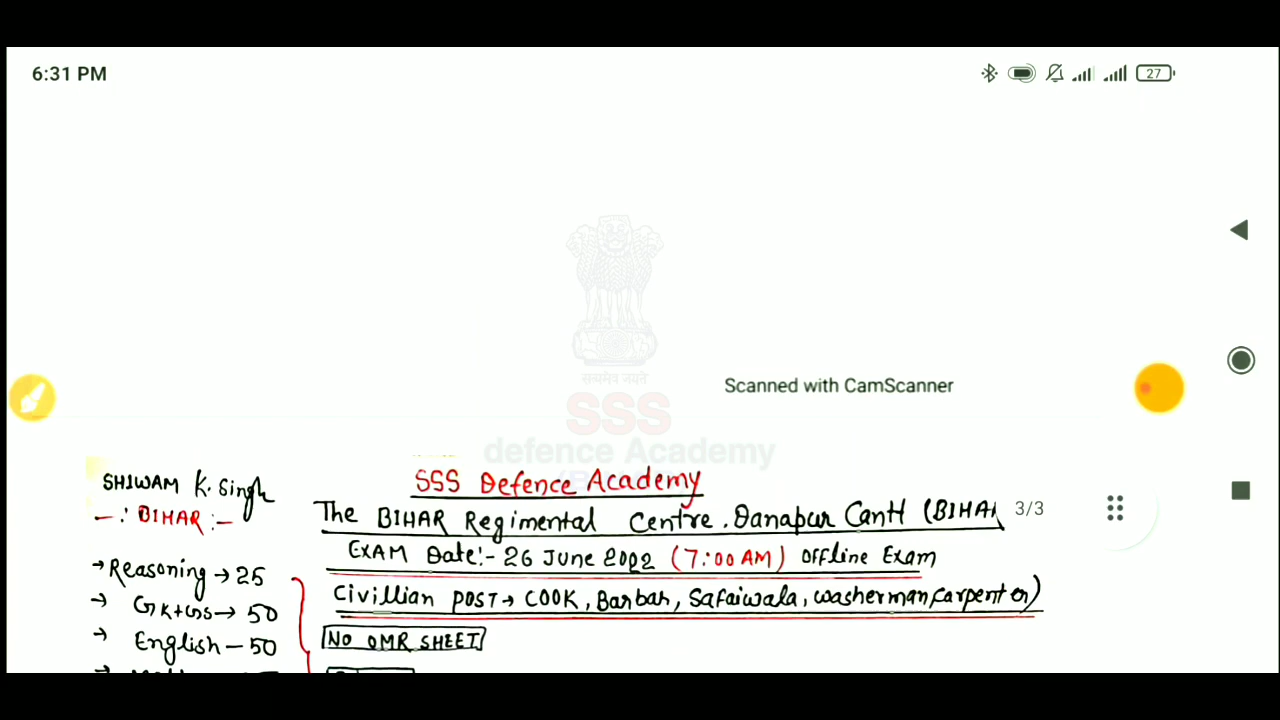 6:31 PM
27
सत्यमेव जयते
SSS
defence Academy
Scanned with CamScanner
SHIWAM K. Singh
-: BIHAR :-
SSS Defence Academy
The BIHAR Regimental Centre. Danapur Cantt (BIHAR
3/3
EXAM Date:- 26 June 2022 (7:00 AM) Offline Exam
→Reasoning → 25
Civillian POST → COOK, Barbar, Safaiwala, washerman, Carpenter)
→ GK+GS → 50
→ English - 50
NO OMR SHEET